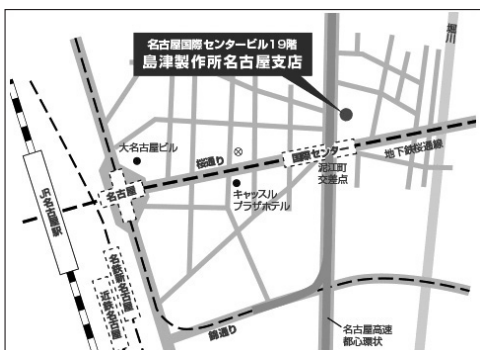 名古屋国際センタービル19階
島津製作所名古屋支店
堀川
大名古屋ビル
桜通り
国際センター
地下鉄桜通線
泥江町
交差点
名古屋
キャッスル
プラザホテル
JR名古屋駅
名鉄新名古屋
近鉄名古屋
錦通り
名古屋高速
都心環状